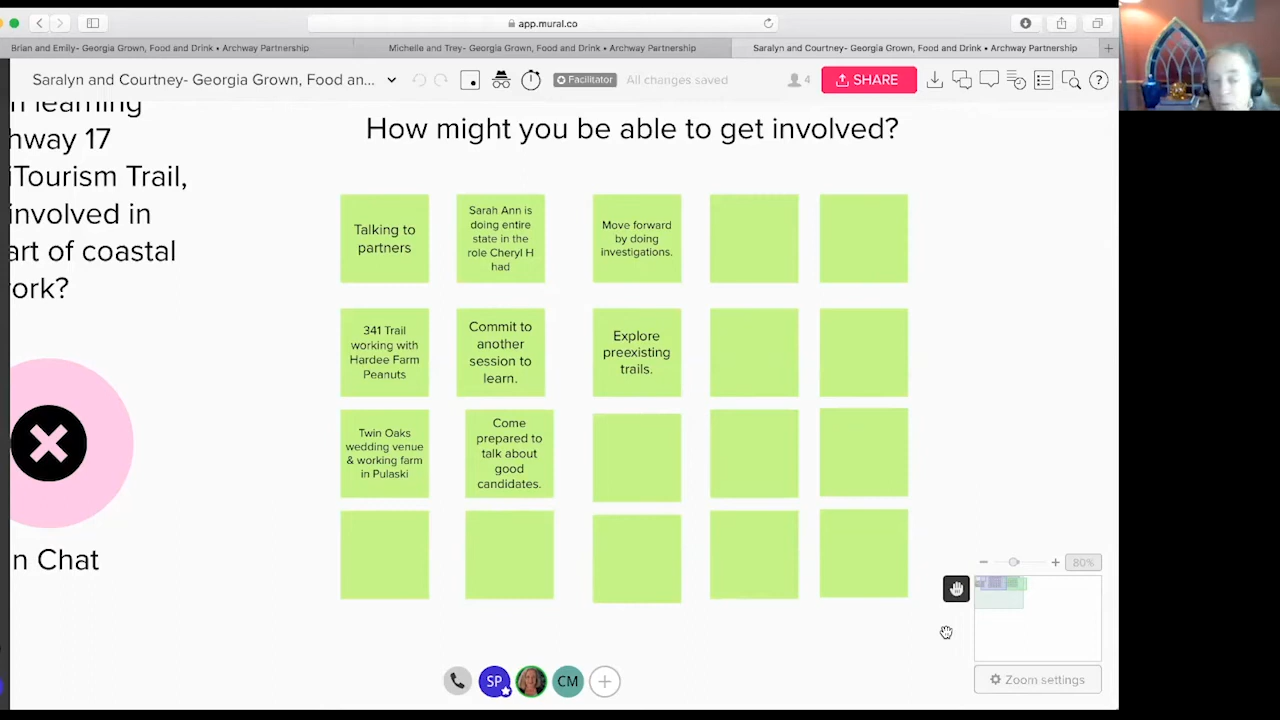 app.mural.co
Brian and Emily- Georgia Grown, Food and Drink • Archway Partnership
Michelle and Trey- Georgia Grown, Food and Drink • Archway Partnership
Saralyn and Courtney- Georgia Grown, Food and Drink • Archway Partnership
Saralyn and Courtney- Georgia Grown, Food an...
Facilitator
All changes saved
4
SHARE
?
learning
hway 17
iTourism Trail,
involved in
art of coastal
ork?
n Chat
How might you be able to get involved?
Talking to
partners
Sarah Ann is
doing entire
state in the
role Cheryl H
had
Move forward
by doing
investigations.
341 Trail
working with
Hardee Farm
Peanuts
Commit to
another
session to
learn.
Explore
preexisting
trails.
Twin Oaks
wedding venue
& working farm
in Pulaski
Come
prepared to
talk about
good
candidates.
80%
Zoom settings
SP
CM